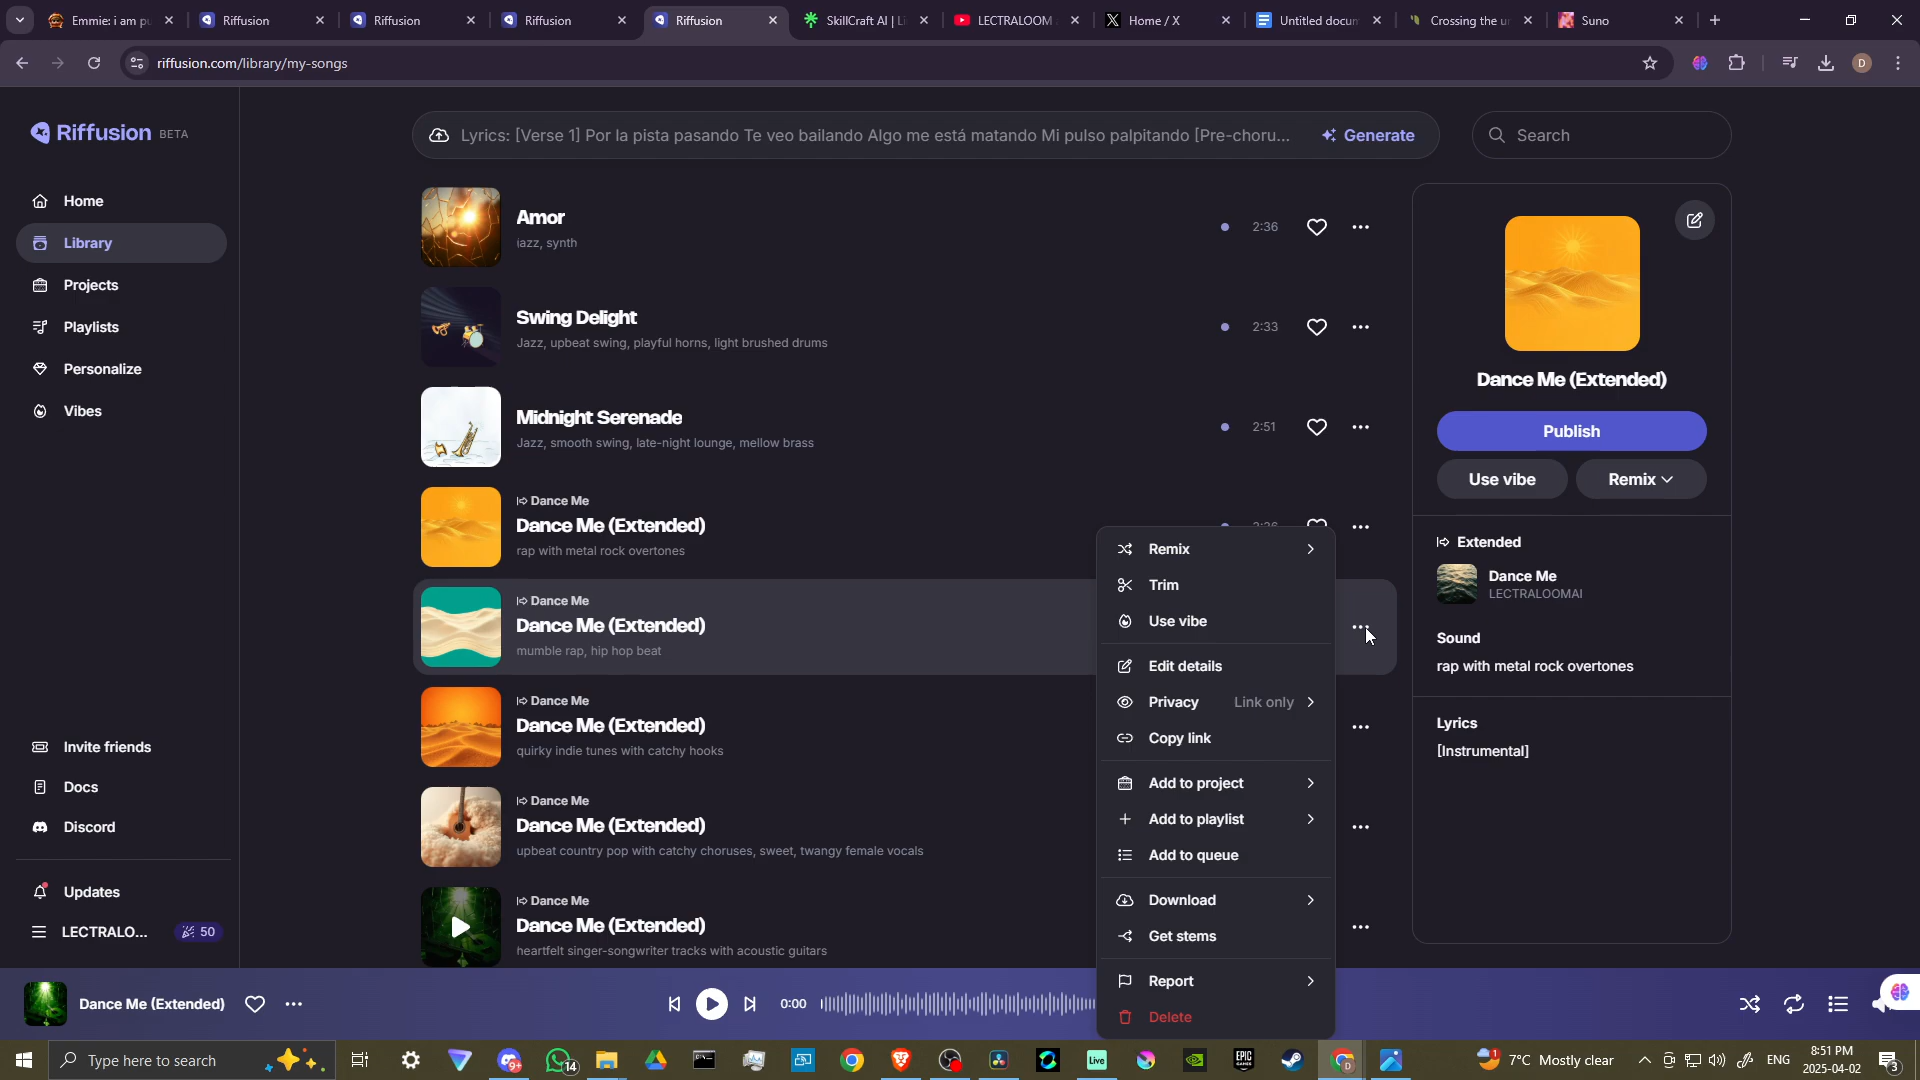 Emmie: i am pu
Riffusion
Riffusion
Riffusion
Riffusion
SkillCraft AI | Li
LECTRALOOM
Home / X
Untitled docum
Crossing the u
Suno
riffusion.com/library/my-songs
D
Riffusion BETA
Lyrics: [Verse 1] Por la pista pasando Te veo bailando Algo me está matando Mi pulso palpitando [Pre-choru...
Generate
Search
Home
Library
Projects
Playlists
Personalize
Vibes
Invite friends
Docs
Discord
Updates
LECTRALO...
50
Amor
jazz, synth
2:36
Swing Delight
Jazz, upbeat swing, playful horns, light brushed drums
2:33
Midnight Serenade
Jazz, smooth swing, late-night lounge, mellow brass
2:51
Dance Me
Dance Me (Extended)
rap with metal rock overtones
Dance Me
Dance Me (Extended)
mumble rap, hip hop beat
Dance Me
Dance Me (Extended)
quirky indie tunes with catchy hooks
Dance Me
Dance Me (Extended)
upbeat country pop with catchy choruses, sweet, twangy female vocals
Dance Me
Dance Me (Extended)
heartfelt singer-songwriter tracks with acoustic guitars
Remix
Trim
Use vibe
Edit details
Privacy Link only
Copy link
Add to project
Add to playlist
Add to queue
Download
Get stems
Report
Delete
Dance Me (Extended)
Publish
Use vibe
Remix
Extended
Dance Me
LECTRALOOMAI
Sound
rap with metal rock overtones
Lyrics
[Instrumental]
Dance Me (Extended)
0:00
Type here to search
9+
14
Live
EPIC GAMES
D
1
7°C Mostly clear
ENG
8:51 PM
2025-04-02
3